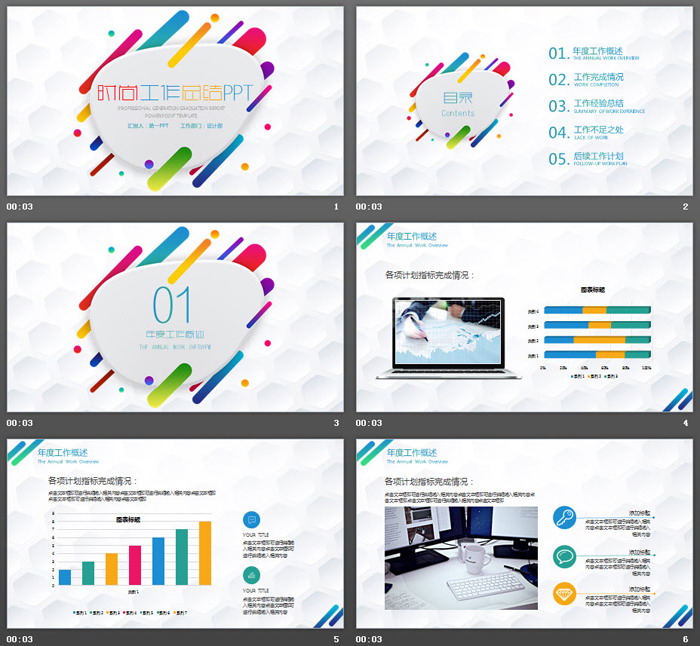 时尚工作总结PPT
PROFESSIONAL GENERATION GRADUATION REPORT
POWERPOINT TEMPLATE
汇报人：第一PPT 工作部门：设计部
00:03 1
目录
Contents
01. 年度工作概述
THE ANNUAL WORK OVERVIEW
02. 工作完成情况
WORK COMPLETION
03. 工作经验总结
SUMMARY OF WORK EXPERIENCE
04. 工作不足之处
LACK OF WORK
05. 后续工作计划
FOLLOW-UP WORK PLAN
00:03 2
01
年度工作概述
THE ANNUAL WORK OVERVIEW
00:03 3
年度工作概述
The Annual Work Overview
各项计划指标完成情况：
图表标题
类别 4
类别 3
类别 2
类别 1
0% 20% 40% 60% 80% 100%
系列 1 系列 2 系列 3
00:03 4
年度工作概述
The Annual Work Overview
各项计划指标完成情况：
图表标题
类别 1
系列 1 系列 2 系列 3 系列 4 系列 5 系列 6 系列 7
YOUR TITLE
YOUR TITLE
00:03 5
年度工作概述
The Annual Work Overview
各项计划指标完成情况：
添加标题
添加标题
添加标题
00:03 6